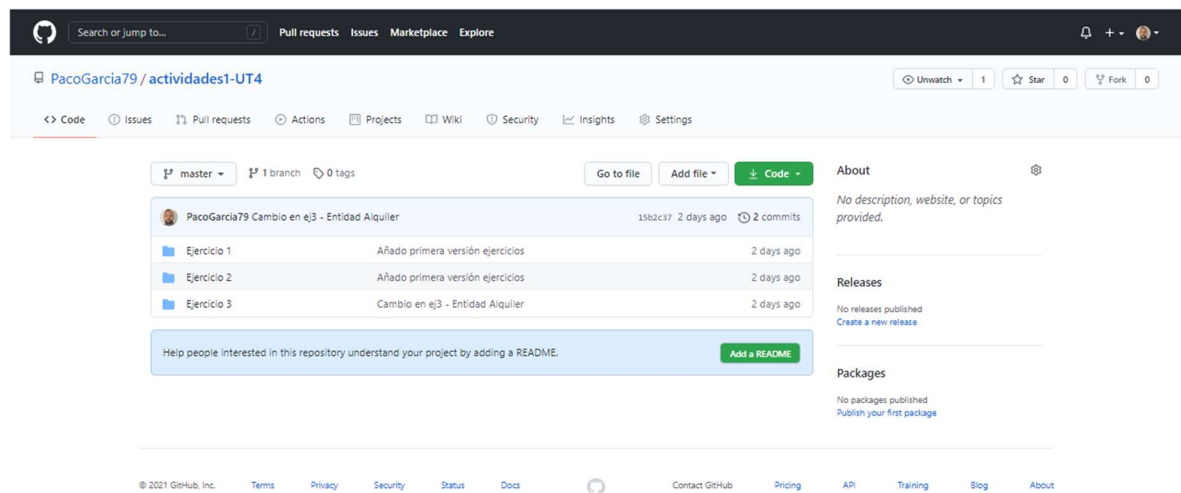 Search or jump to... / Pull requests Issues Marketplace Explore
PacoGarcia79 / actividades1-UT4 Unwatch 1 Star 0 Fork 0
<> Code Issues Pull requests Actions Projects Wiki Security Insights Settings
master 1 branch 0 tags Go to file Add file Code
PacoGarcia79 Cambio en ej3 - Entidad Alquiler 15b2c37 2 days ago 2 commits
Ejercicio 1 Añado primera versión ejercicios 2 days ago
Ejercicio 2 Añado primera versión ejercicios 2 days ago
Ejercicio 3 Cambio en ej3 - Entidad Alquiler 2 days ago
Help people interested in this repository understand your project by adding a README. Add a README
About
No description, website, or topics
provided.
Releases
No releases published
Create a new release
Packages
No packages published
Publish your first package
© 2021 GitHub, Inc. Terms Privacy Security Status Docs Contact GitHub Pricing API Training Blog About